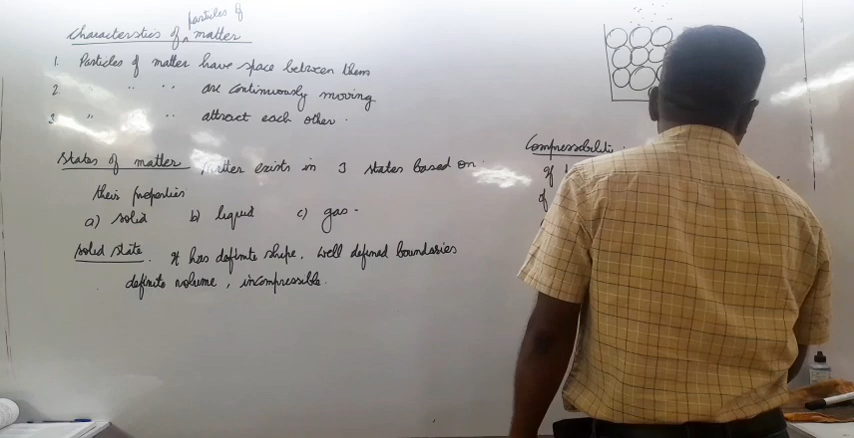 Characterstics of particles of matter
1. Particles of matter have space between them
2. " " " are continuously moving
3. " " attract each other.
States of matter Matter exists in 3 states based on
their properties
a) solid b) liquid c) gas.
Solid state. It has definite shape. Well defined boundaries
definite volume, incompressible.
Compressibility
of